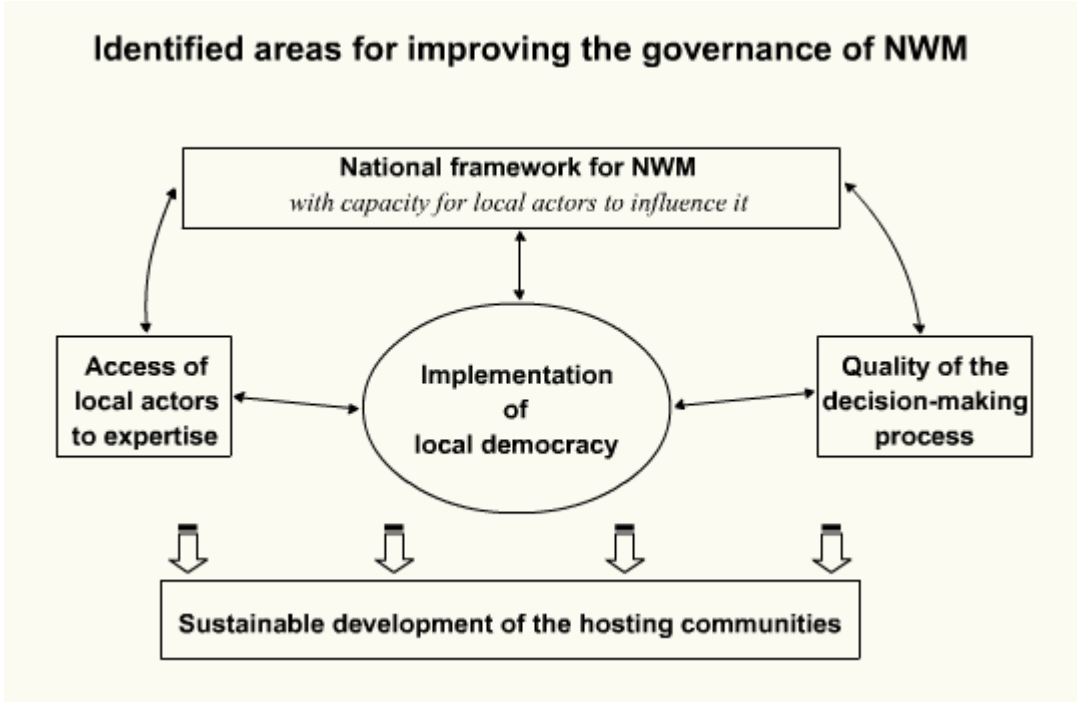 Identified areas for improving the governance of NWM
National framework for NWM
with capacity for local actors to influence it
Access of
local actors
to expertise
Implementation
of
local democracy
Quality of the
decision-making
process
Sustainable development of the hosting communities